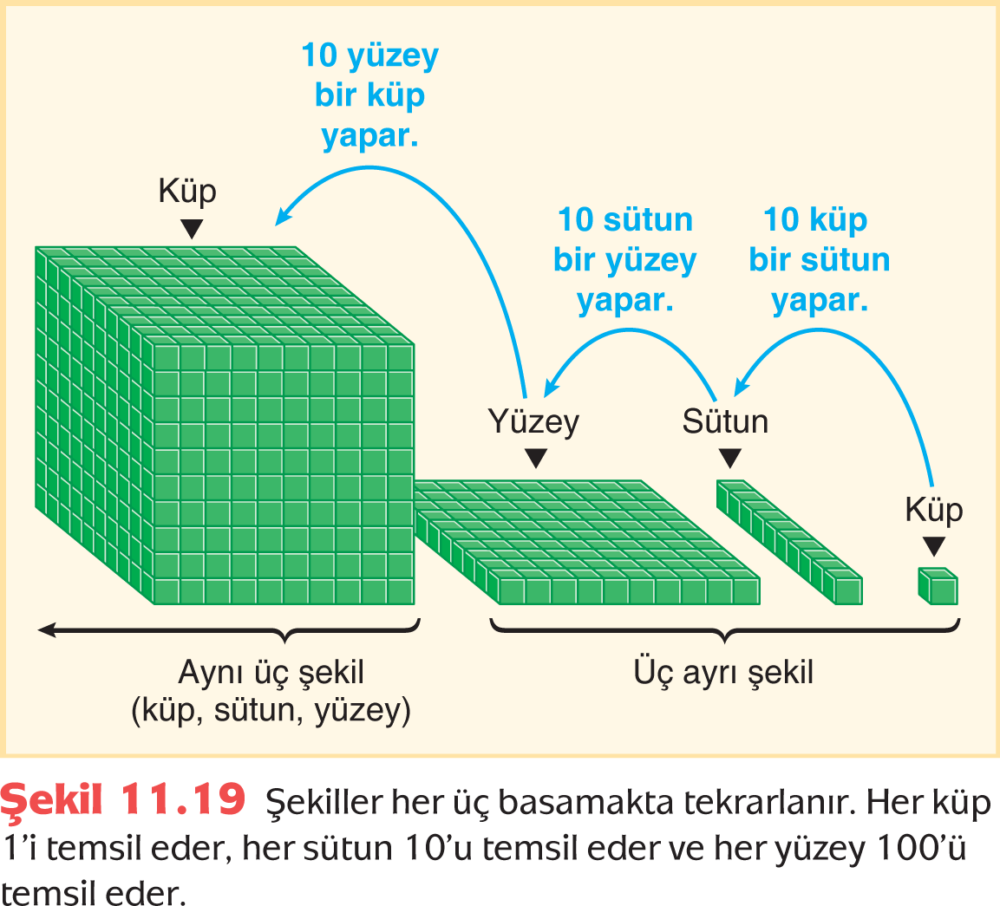 10 yüzey
bir küp
yapar.
Küp
10 sütun
bir yüzey
yapar.
10 küp
bir sütun
yapar.
Yüzey
Sütun
Küp
Aynı üç şekil
(küp, sütun, yüzey)
Üç ayrı şekil
Şekil 11.19 Şekiller her üç basamakta tekrarlanır. Her küp
1’i temsil eder, her sütun 10’u temsil eder ve her yüzey 100’ü
temsil eder.